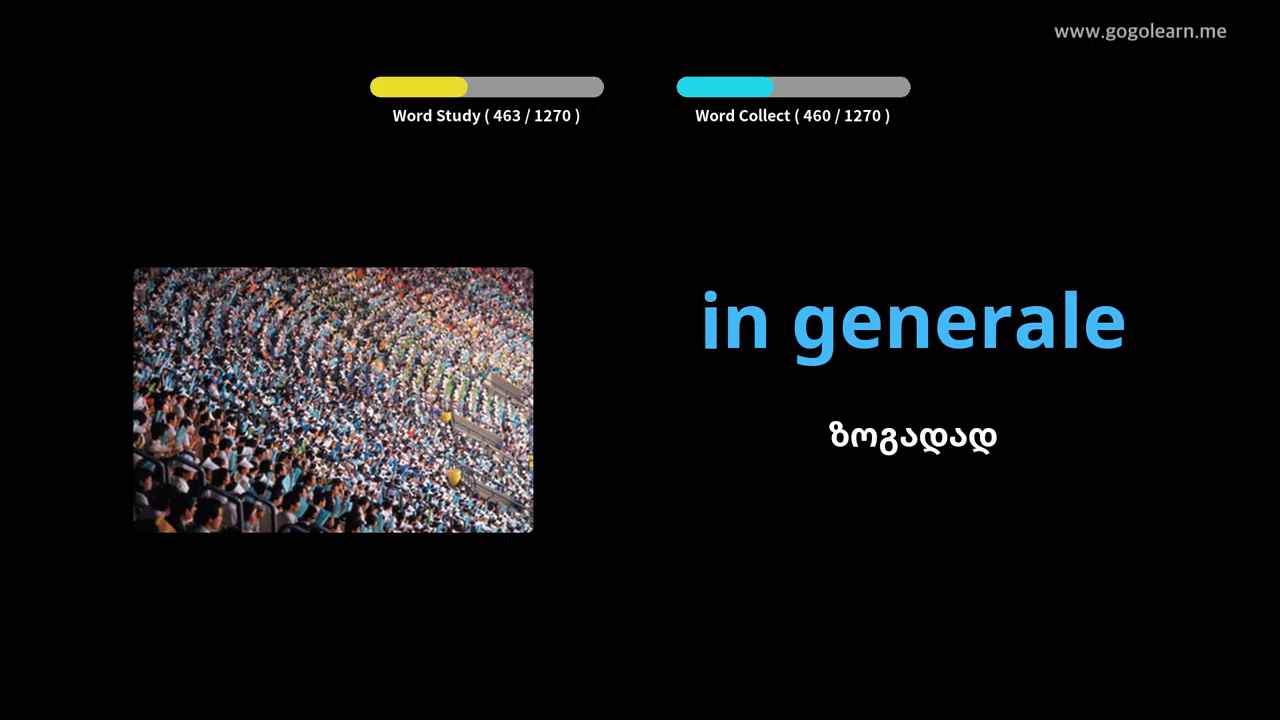 www.gogolearn.me
Word Study ( 463 / 1270 )
Word Collect ( 460 / 1270 )
in generale
ზოგადად